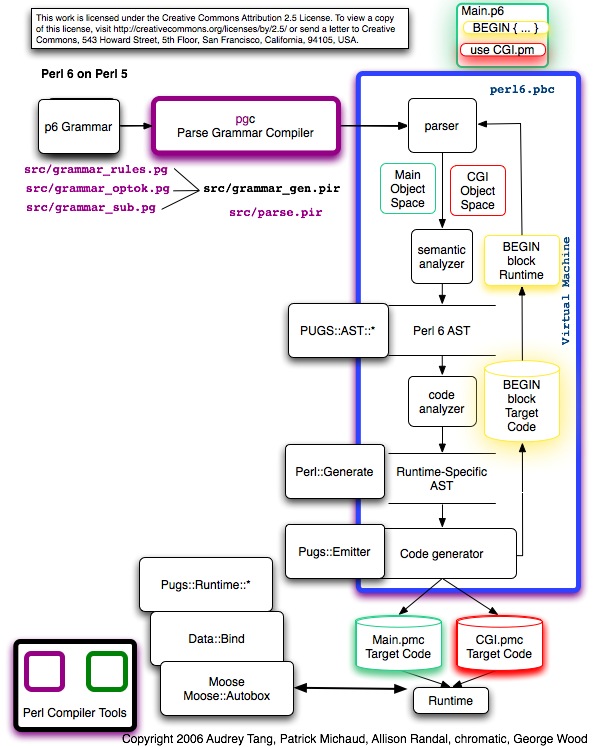 This work is licensed under the Creative Commons Attribution 2.5 License. To view a copy
of this license, visit http://creativecommons.org/licenses/by/2.5/ or send a letter to Creative
Commons, 543 Howard Street, 5th Floor, San Francisco, California, 94105, USA.
Main.p6
BEGIN { ... }
use CGI.pm
Perl 6 on Perl 5
perl6.pbc
p6 Grammar
pgc
Parse Grammar Compiler
parser
src/grammar_rules.pg
src/grammar_optok.pg
src/grammar_sub.pg
src/grammar_gen.pir
src/parse.pir
Main
Object
Space
CGI
Object
Space
semantic
analyzer
BEGIN
block
Runtime
Virtual Machine
PUGS::AST::*
Perl 6 AST
code
analyzer
BEGIN
block
Target
Code
Perl::Generate
Runtime-Specific
AST
Pugs::Emitter
Code generator
Pugs::Runtime::*
Data::Bind
Moose
Moose::Autobox
Main.pmc
Target Code
CGI.pmc
Target Code
Runtime
Perl Compiler Tools
Copyright 2006 Audrey Tang, Patrick Michaud, Allison Randal, chromatic, George Wood